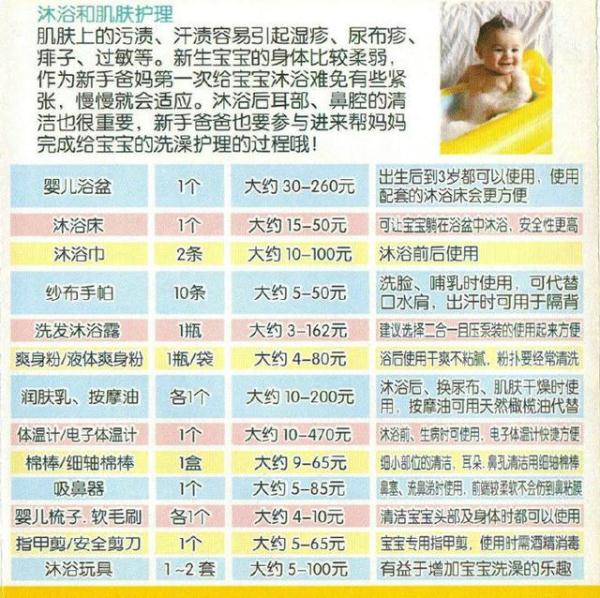 沐浴和肌肤护理
肌肤上的污渍、汗渍容易引起湿疹、尿布疹、
痱子、过敏等。新生宝宝的身体比较柔弱，
作为新手爸妈第一次给宝宝沐浴难免有些紧
张，慢慢就会适应。沐浴后耳部、鼻腔的清
洁也很重要，新手爸爸也要参与进来帮妈妈
完成给宝宝的洗澡护理的过程哦！
婴儿浴盆 1个 大约 30-260元 出生后到3岁都可以使用，使用
配套的沐浴床会更方便
沐浴床 1个 大约 15-50元 可让宝宝躺在浴盆中沐浴，安全性更高
沐浴巾 2条 大约 10-100元 沐浴前后使用
纱布手帕 10条 大约 5-50元 洗脸、哺乳时使用，可代替
口水肩，出汗时可用于隔背
洗发沐浴露 1瓶 大约 3-162元 建议选择二合一且压泵装的使用起来方便
爽身粉/液体爽身粉 1瓶/袋 大约 4-80元 浴后使用干爽不粘腻，粉扑要经常清洗
润肤乳、按摩油 各1个 大约 10-200元 沐浴后、换尿布、肌肤干燥时使
用，按摩油可用天然橄榄油代替
体温计/电子体温计 1个 大约 10-470元 沐浴前、生病时可使用，电子体温计快捷方便
棉棒/细轴棉棒 1盒 大约 9-65元 细小部位的清洁，耳朵.鼻孔清洁用细轴棉棒
吸鼻器 1个 大约 5-85元 鼻塞、流鼻涕时使用，前端较柔软不会伤到鼻粘膜
婴儿梳子.软毛刷 各1个 大约 4-10元 清洁宝宝头部及身体时都可以使用
指甲剪/安全剪刀 1个 大约 5-65元 宝宝专用指甲剪，使用时需酒精消毒
沐浴玩具 1~2 套 大约 5-100元 有益于增加宝宝洗澡的乐趣